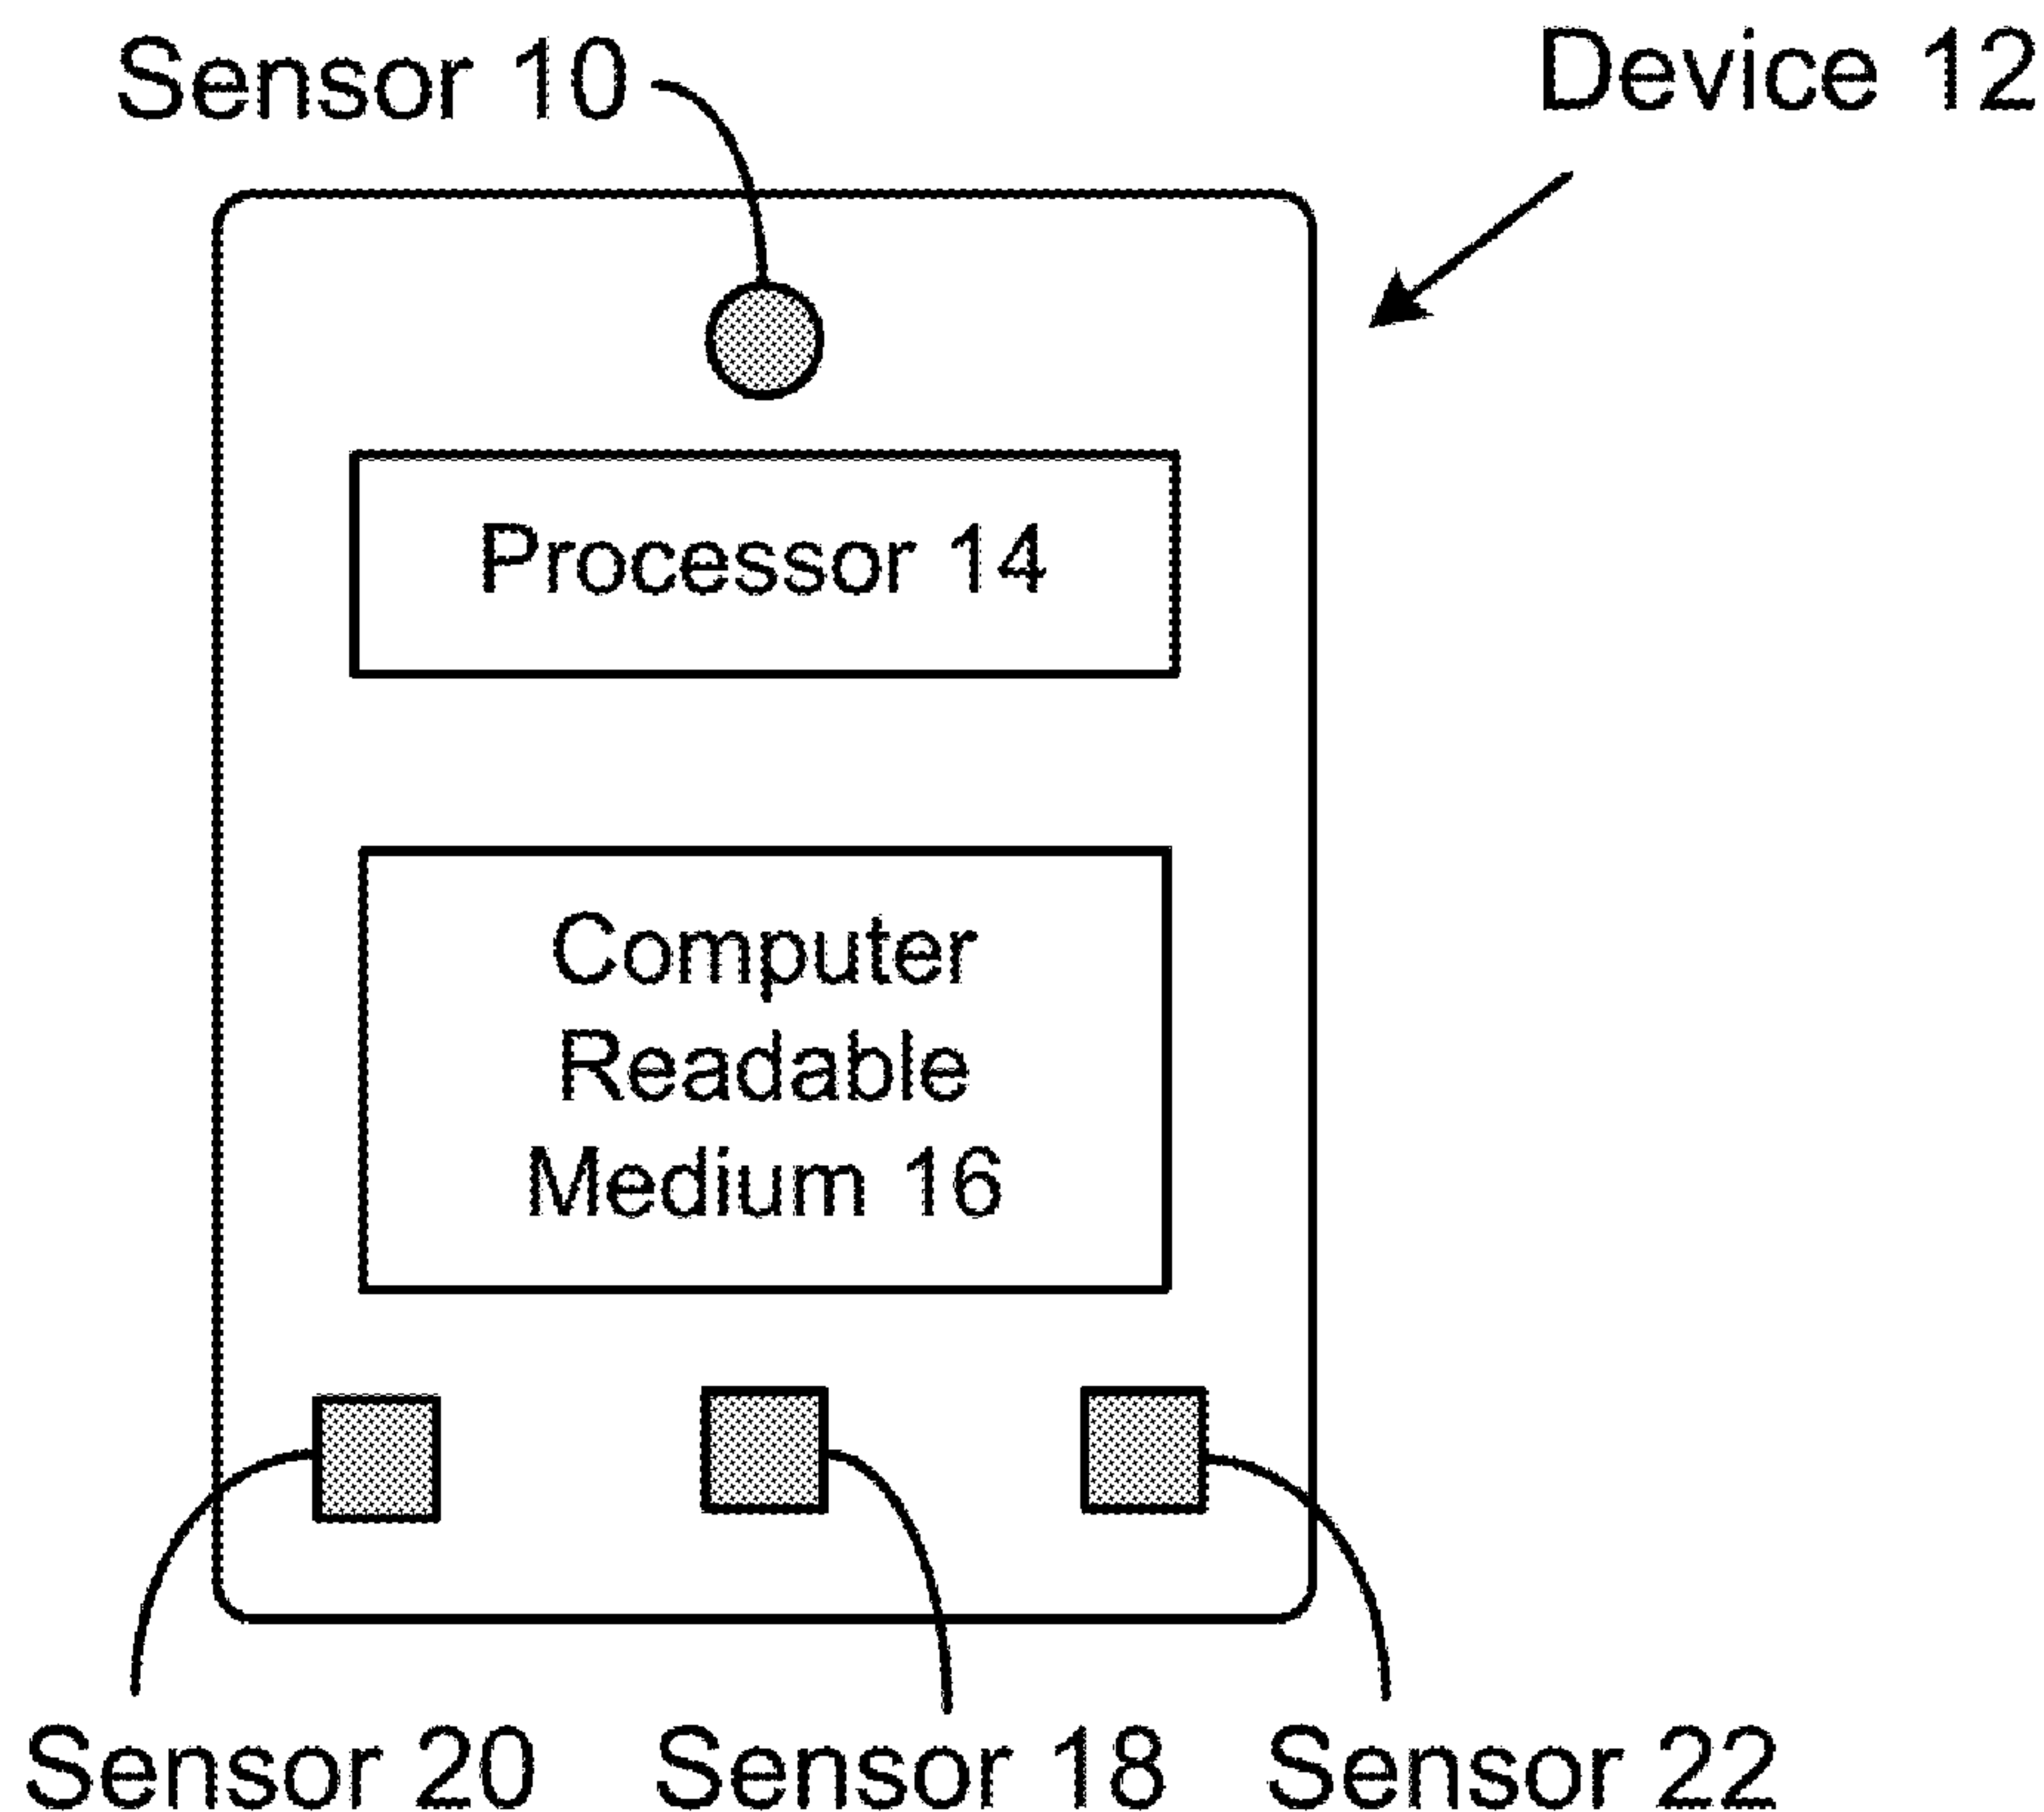 Sensor 10
Device 12
Processor 14
Computer
Readable
Medium 16
Sensor 20
Sensor 18
Sensor 22